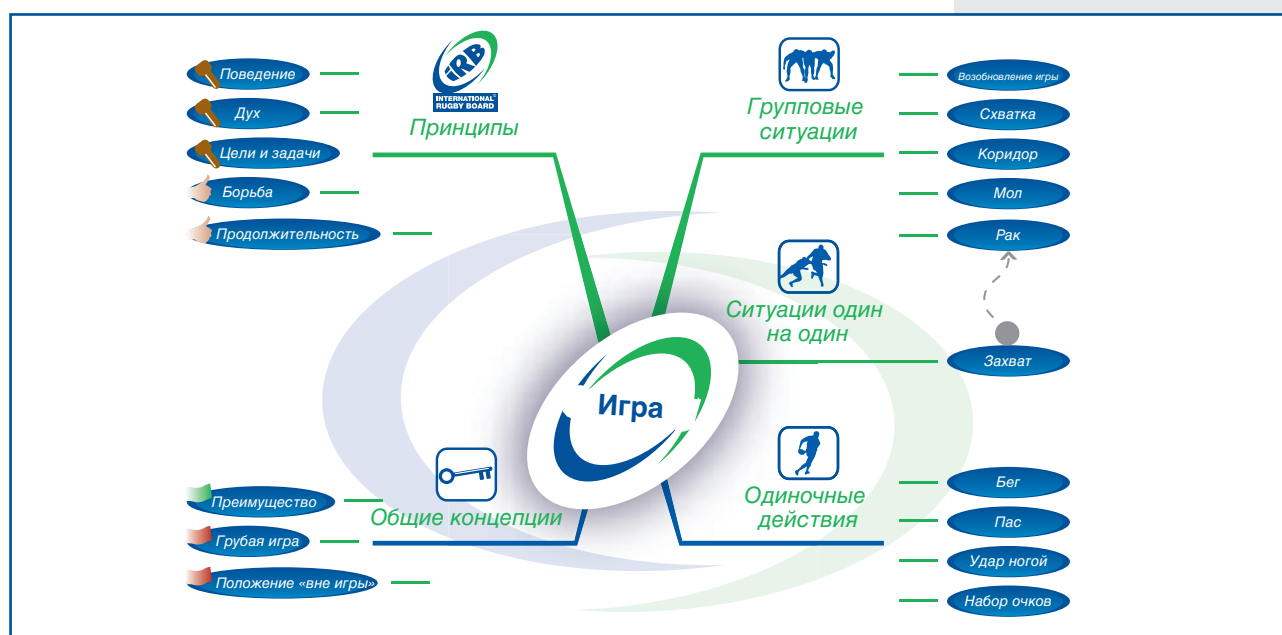 Поведение
Дух
Цели и задачи
Борьба
Продолжительность
iRB
INTERNATIONAL
RUGBY BOARD
Принципы
Групповые
ситуации
Возобновление игры
Схватка
Коридор
Мол
Рак
Ситуации один
на один
Захват
Игра
Общие концепции
Преимущество
Грубая игра
Положение «вне игры»
Одиночные
действия
Бег
Пас
Удар ногой
Набор очков